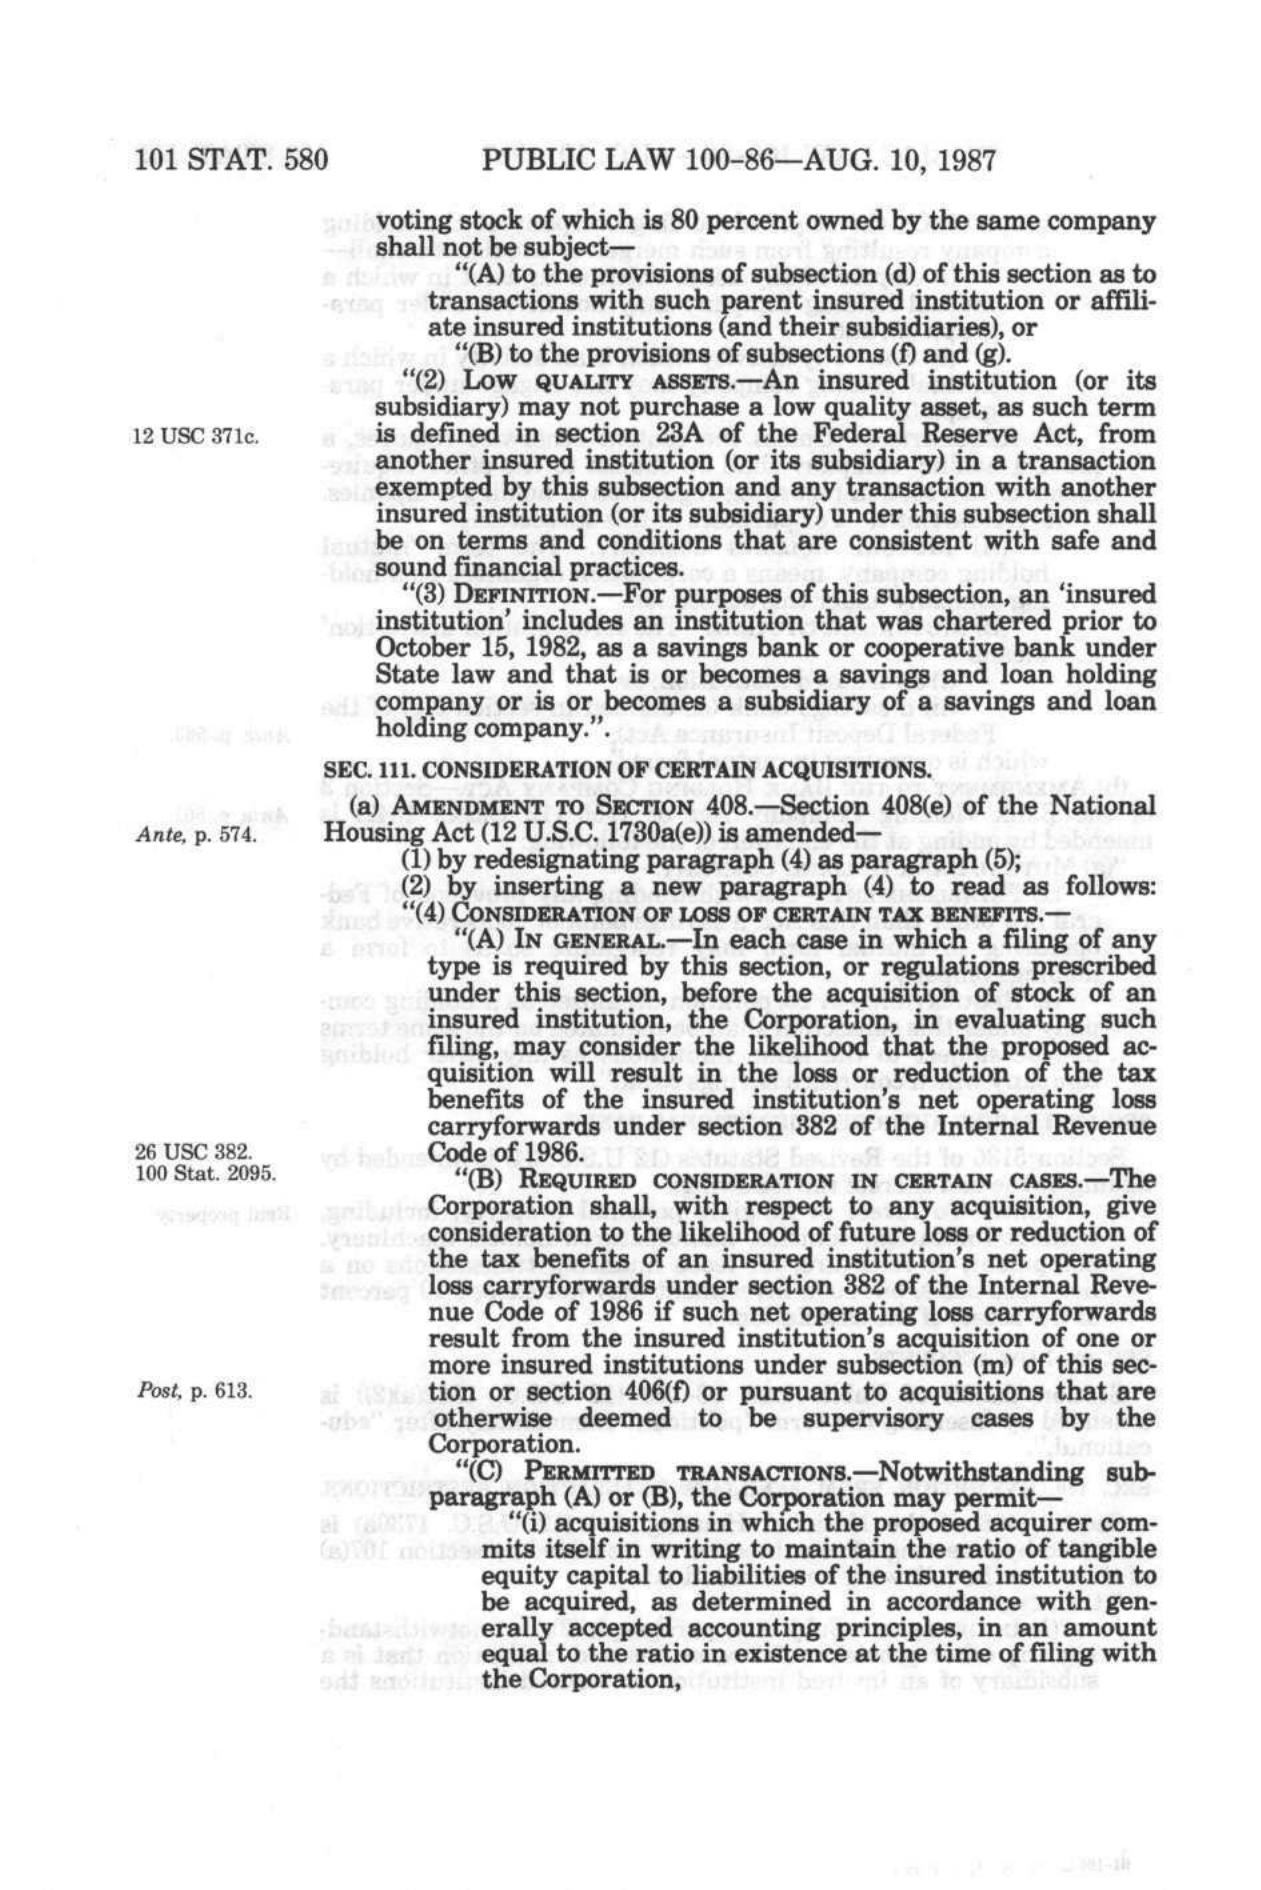 101 STAT. 580
PUBLIC LAW 100-86—AUG. 10, 1987
voting stock of which is 80 percent owned by the same company
shall not be subject—
“(A) to the provisions of subsection (d) of this section as to
transactions with such parent insured institution or affili-
ate insured institutions (and their subsidiaries), or
“(B) to the provisions of subsections (f) and (g).
“(2) LOW QUALITY ASSETS.—An insured institution (or its
subsidiary) may not purchase a low quality asset, as such term
12 USC 371c.
is defined in section 23A of the Federal Reserve Act, from
another insured institution (or its subsidiary) in a transaction
exempted by this subsection and any transaction with another
insured institution (or its subsidiary) under this subsection shall
be on terms and conditions that are consistent with safe and
sound financial practices.
“(3) DEFINITION.—For purposes of this subsection, an ‘insured
institution’ includes an institution that was chartered prior to
October 15, 1982, as a savings bank or cooperative bank under
State law and that is or becomes a savings and loan holding
company or is or becomes a subsidiary of a savings and loan
holding company.”.
SEC. 111. CONSIDERATION OF CERTAIN ACQUISITIONS.
(a) AMENDMENT TO SECTION 408.—Section 408(e) of the National
Ante, p. 574.
Housing Act (12 U.S.C. 1730a(e)) is amended—
(1) by redesignating paragraph (4) as paragraph (5);
(2) by inserting a new paragraph (4) to read as follows:
“(4) CONSIDERATION OF LOSS OF CERTAIN TAX BENEFITS.—
“(A) IN GENERAL.—In each case in which a filing of any
type is required by this section, or regulations prescribed
under this section, before the acquisition of stock of an
insured institution, the Corporation, in evaluating such
filing, may consider the likelihood that the proposed ac-
quisition will result in the loss or reduction of the tax
benefits of the insured institution's net operating loss
carryforwards under section 382 of the Internal Revenue
26 USC 382.
Code of 1986.
100 Stat. 2095.
“(B) REQUIRED CONSIDERATION IN CERTAIN CASES.—The
Corporation shall, with respect to any acquisition, give
consideration to the likelihood of future loss or reduction of
the tax benefits of an insured institution's net operating
loss carryforwards under section 382 of the Internal Reve-
nue Code of 1986 if such net operating loss carryforwards
result from the insured institution's acquisition of one or
more insured institutions under subsection (m) of this sec-
Post, p. 613.
tion or section 406(f) or pursuant to acquisitions that are
otherwise deemed to be supervisory cases by the
Corporation.
“(C) PERMITTED TRANSACTIONS.—Notwithstanding sub-
paragraph (A) or (B), the Corporation may permit—
“(i) acquisitions in which the proposed acquirer com-
mits itself in writing to maintain the ratio of tangible
equity capital to liabilities of the insured institution to
be acquired, as determined in accordance with gen-
erally accepted accounting principles, in an amount
equal to the ratio in existence at the time of filing with
the Corporation,